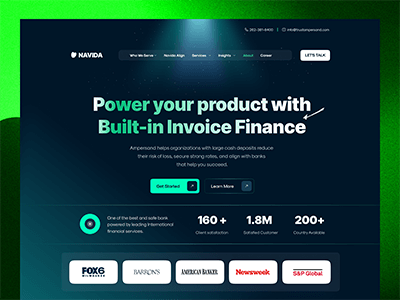 262-381-8400
info@trustampersand.com
NAVIDA
Who We Serve
Navida Align
Services
Insights
About
Career
LET'S TALK
Power your product with
Built-in Invoice Finance
Ampersand helps organizations with large cash deposits reduce
their risk of loss, secure strong rates, and align with banks
that help you succeed.
Get Started
Learn More
One of the best and safe bank
powered by leading international
financial services.
160 +
Client satisfaction
1.8M
Satisfied Customer
200+
Country Available
FOX6
MILWAUKEE
BARRON'S
AMERICAN BANKER
Newsweek
S&P Global